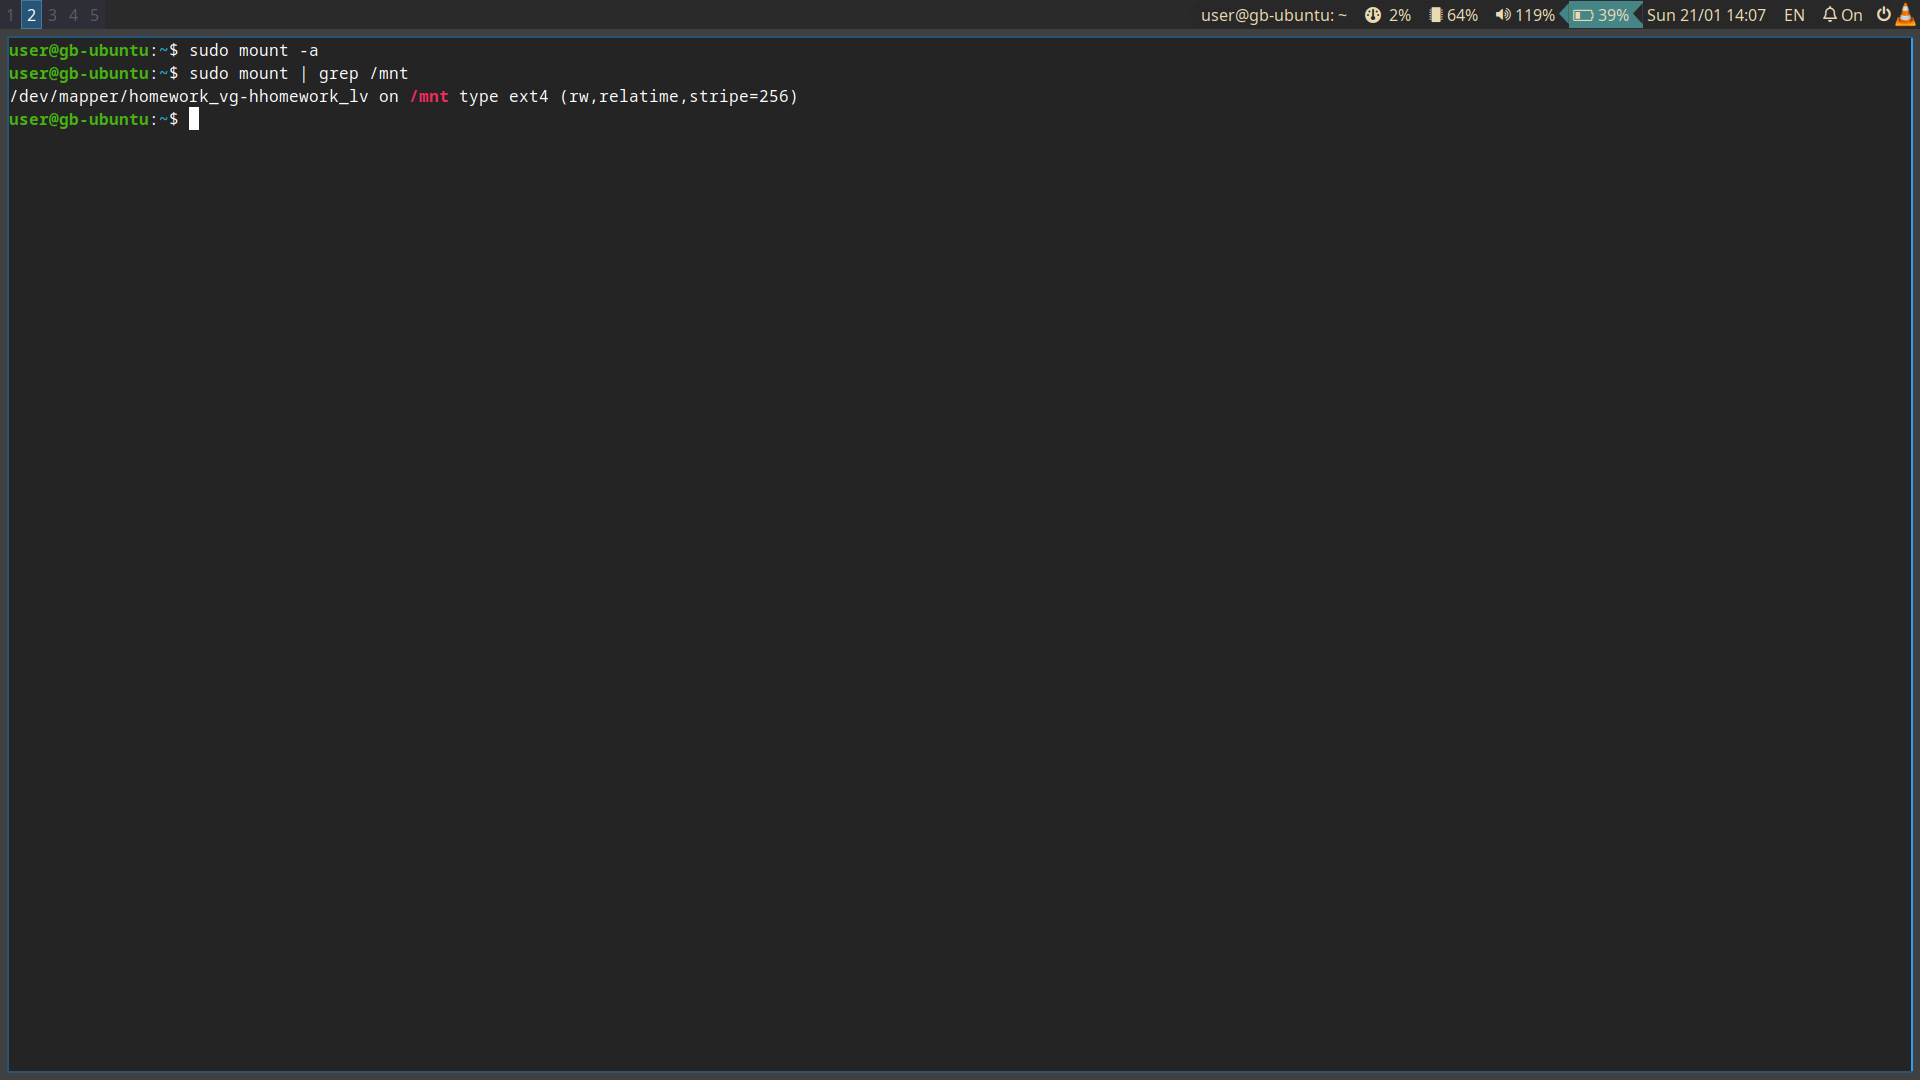 1 2 3 4 5 user@gb-ubuntu: ~ 2% 64% 119% 39% Sun 21/01 14:07 EN On
user@gb-ubuntu:~$ sudo mount -a
user@gb-ubuntu:~$ sudo mount | grep /mnt
/dev/mapper/homework_vg-hhomework_lv on /mnt type ext4 (rw,relatime,stripe=256)
user@gb-ubuntu:~$